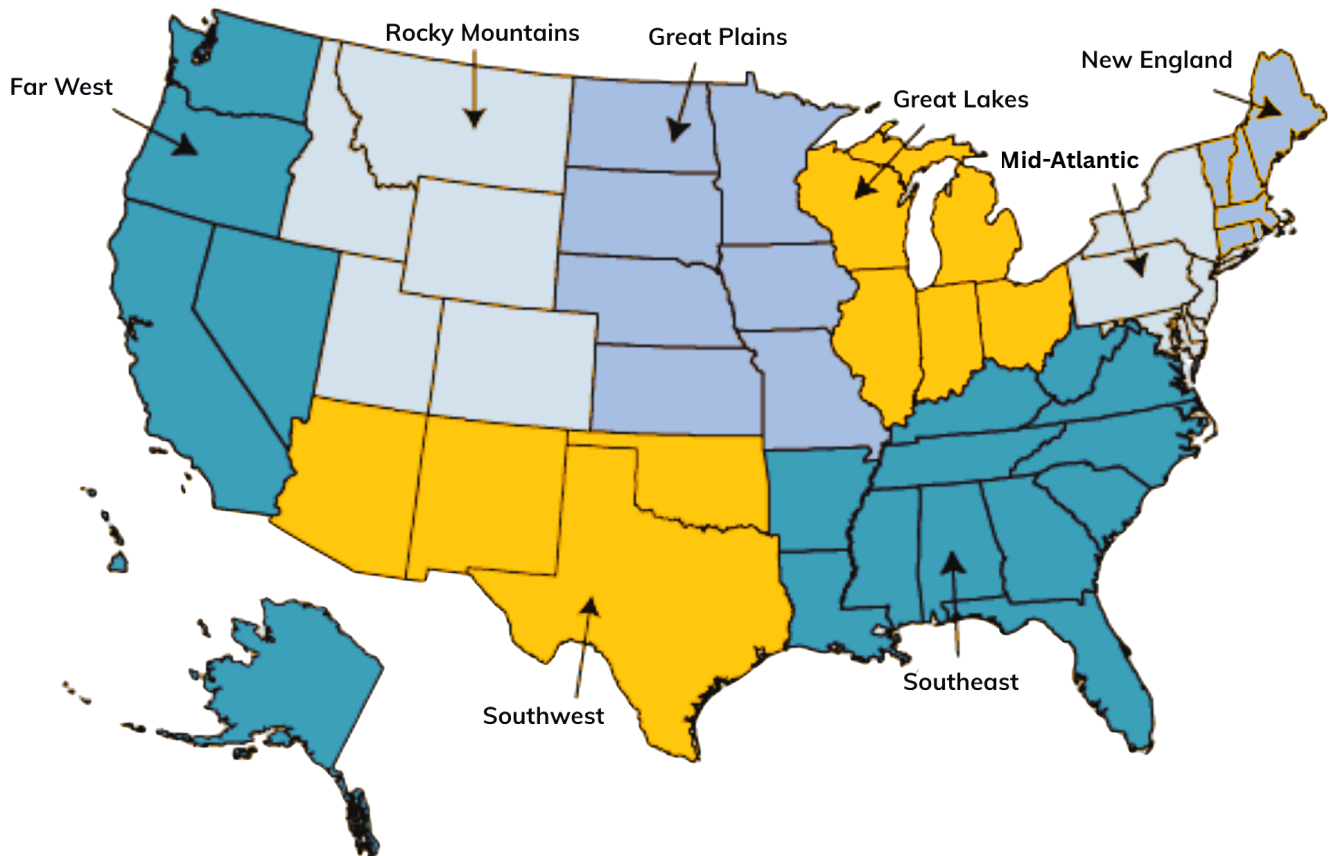 Rocky Mountains
Great Plains
New England
Far West
Great Lakes
Mid-Atlantic
Southeast
Southwest